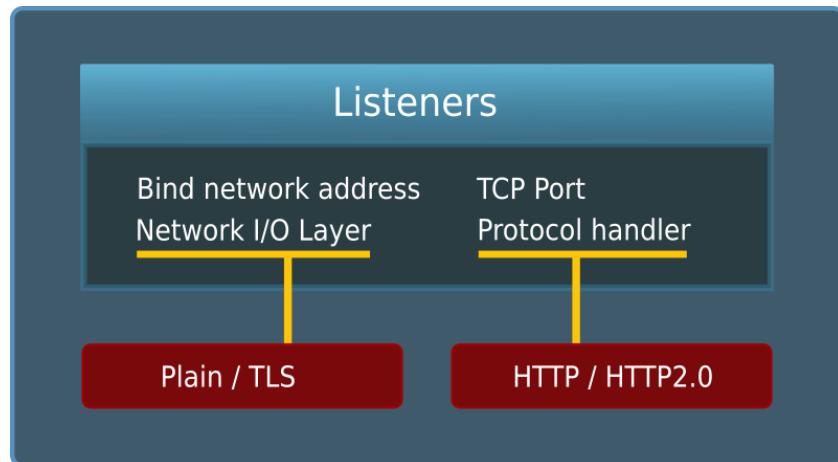 Listeners
Bind network address
TCP Port
Network I/O Layer
Protocol handler
Plain / TLS
HTTP / HTTP2.0